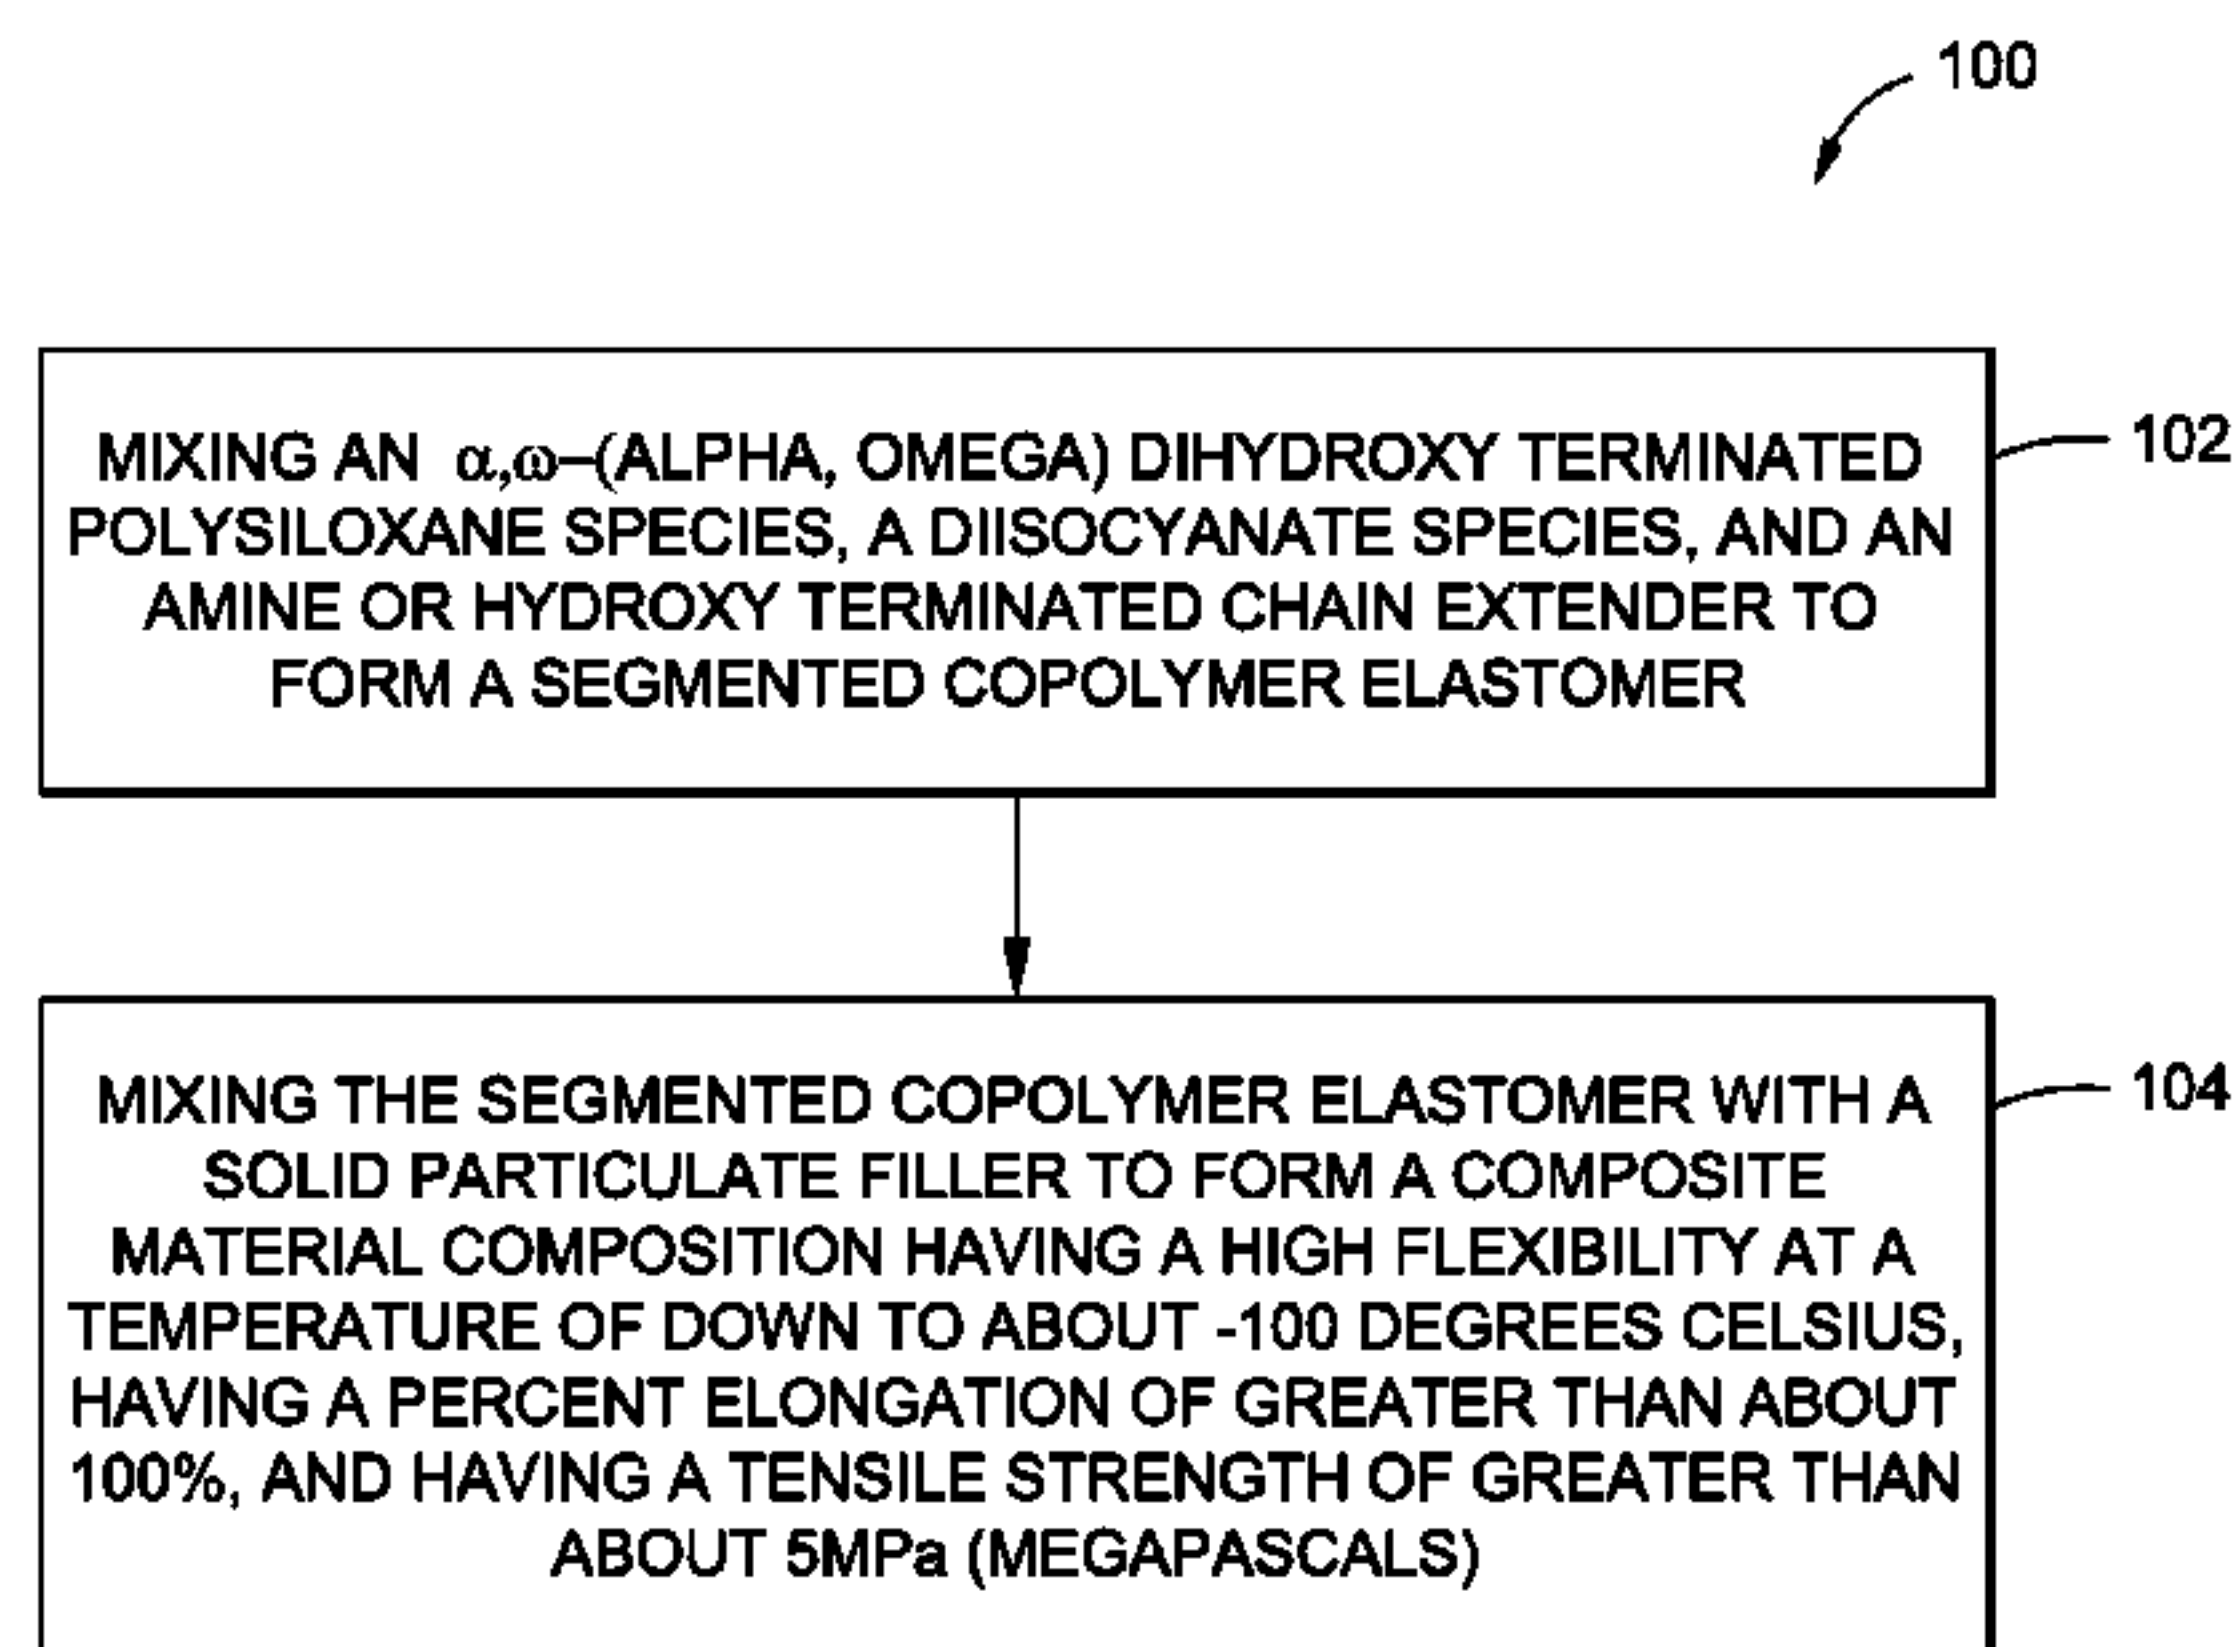 100
MIXING AN α,ω–(ALPHA, OMEGA) DIHYDROXY TERMINATED
POLYSILOXANE SPECIES, A DIISOCYANATE SPECIES, AND AN
AMINE OR HYDROXY TERMINATED CHAIN EXTENDER TO
FORM A SEGMENTED COPOLYMER ELASTOMER
102
MIXING THE SEGMENTED COPOLYMER ELASTOMER WITH A
SOLID PARTICULATE FILLER TO FORM A COMPOSITE
MATERIAL COMPOSITION HAVING A HIGH FLEXIBILITY AT A
TEMPERATURE OF DOWN TO ABOUT -100 DEGREES CELSIUS,
HAVING A PERCENT ELONGATION OF GREATER THAN ABOUT
100%, AND HAVING A TENSILE STRENGTH OF GREATER THAN
ABOUT 5MPa (MEGAPASCALS)
104